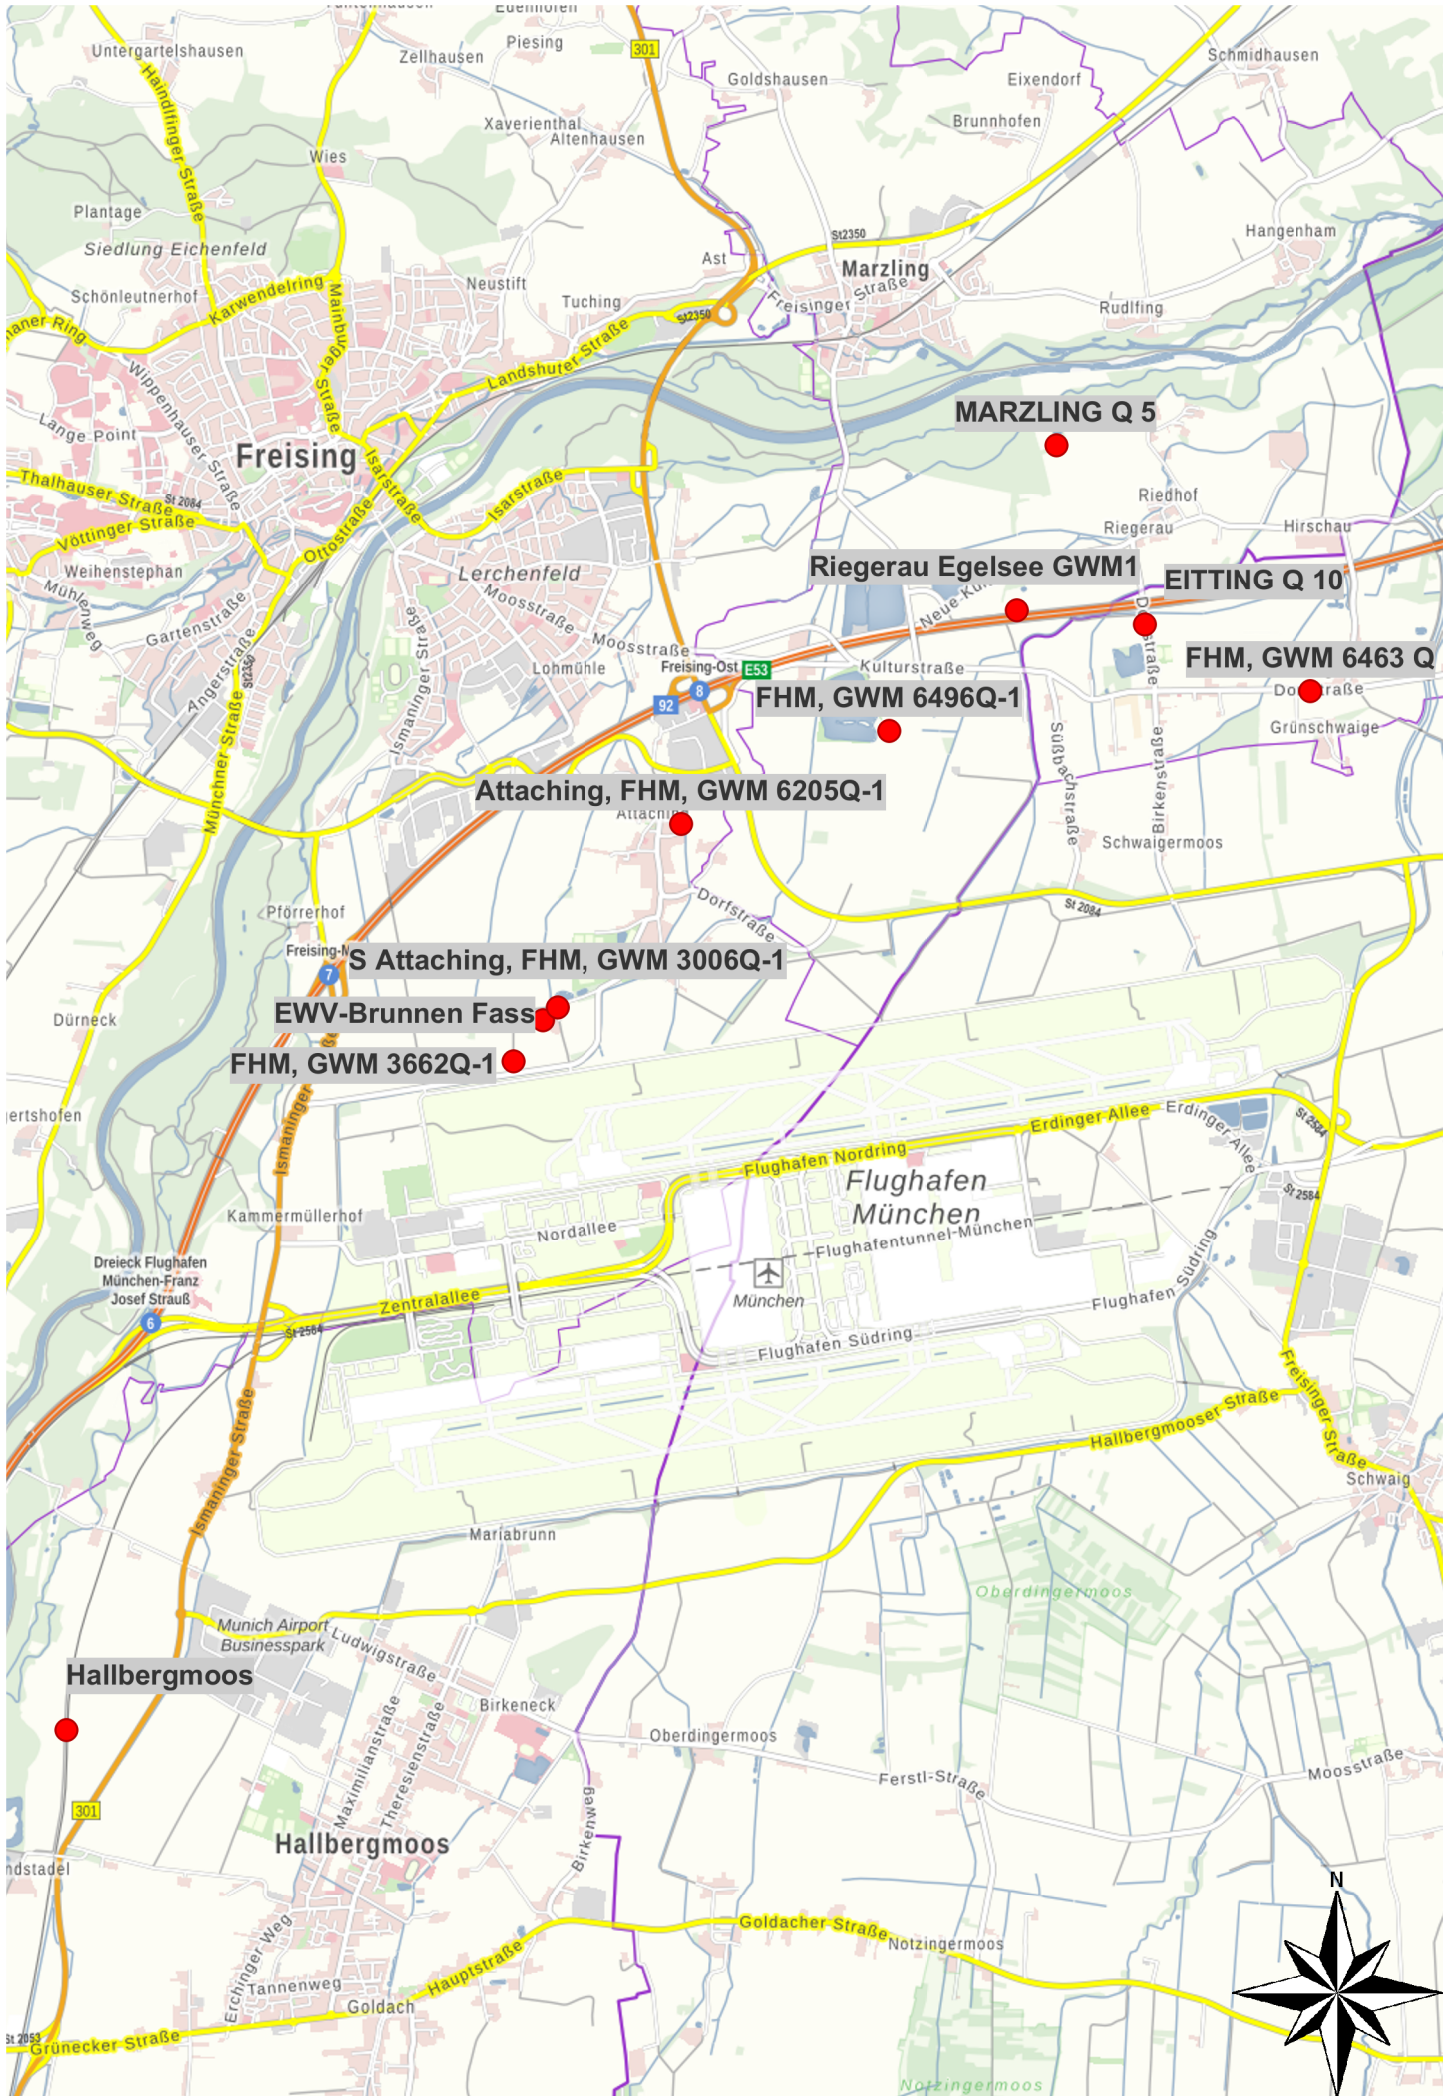 Untergartelshausen
Zellhausen
Piesing
301
Goldshausen
Eixendorf
Schmidhausen
Haindlfinger Straße
Xaverienthal
Altenhausen
Brunnhofen
Wies
Plantage
Siedlung Eichenfeld
St2350
Hangenham
Ast
Marzling
Neustift
Schönleutnerhof
Karwendelring
Mainburger Straße
Tuching
Freisinger Straße
Rudlfing
St2350
Landshuter Straße
Wippenhauser Straße
Lange Point
MARZLING Q 5
Freising
Isarstraße
Isarstraße
Thalhauser Straße
St 2084
Riedhof
Vöttinger Straße
Ottostraße
Riegerau
Hirschau
Weihenstephan
Lerchenfeld
Riegerau Egelsee GWM1
EITTING Q 10
Mühlenweg
Gartenstraße
Moosstraße
Moosstraße
Ismaninger Straße
Angerstraße
St2350
Lohmühle
Freising-Ost
E53
Kulturstraße
FHM, GWM 6463 Q
8
92
FHM, GWM 6496Q-1
Grünschwaige
Münchner Straße
Süßbachstraße
Birkenstraße
Attaching, FHM, GWM 6205Q-1
Schwaigermoos
Pförrerhof
Dorfstraße
St 2084
7
S Attaching, FHM, GWM 3006Q-1
EWV-Brunnen Fass
Dürneck
FHM, GWM 3662Q-1
Ismaninger
Erdinger Allee
Erdinger Allee
St 2584
Flughafen Nordring
Flughafen
München
St 2584
Kammermüllerhof
Nordallee
Flughafentunnel-München
Flughafen Südring
Dreieck Flughafen
München-Franz
Josef Strauß
Zentralallee
München
6
St 2584
Flughafen Südring
Ismaninger Straße
Hallbergmooser Straße
Freisinger Straße
Schwaig
Mariabrunn
Oberdingermoos
Munich Airport
Businesspark
Ludwigstraße
Hallbergmoos
Birkeneck
Oberdingermoos
Maximilianstraße
Theresienstraße
Ferstl-Straße
Moosstraße
301
Birkenweg
Hallbergmoos
N
Goldacher Straße
Notzingermoos
Erchinger Weg
Hauptstraße
Tannenweg
Goldach
St 2053
Grünecker Straße
Notzingermoos